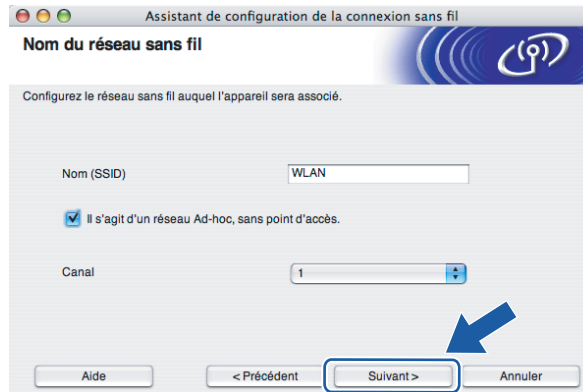 Assistant de configuration de la connexion sans fil
Nom du réseau sans fil
Configurez le réseau sans fil auquel l'appareil sera associé.
Nom (SSID) WLAN
Il s'agit d'un réseau Ad-hoc, sans point d'accès.
Canal 1
Aide < Précédent Suivant > Annuler